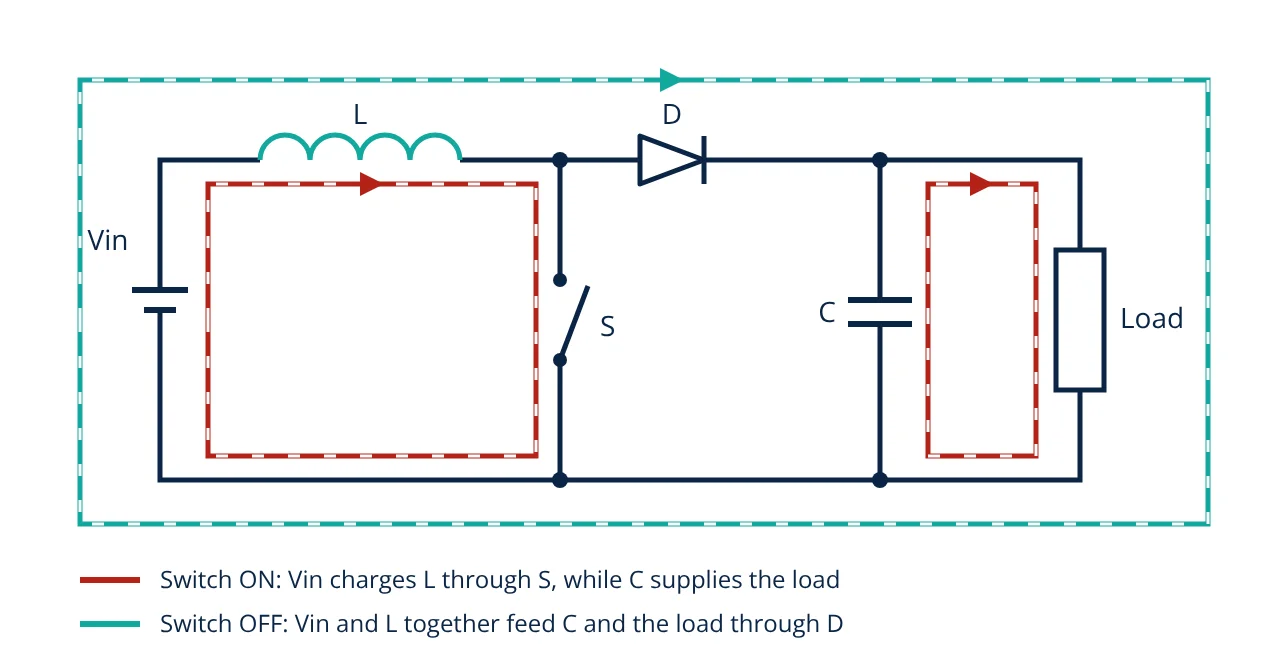 L
D
Vin
S
C
Load
Switch ON: Vin charges L through S, while C supplies the load
Switch OFF: Vin and L together feed C and the load through D